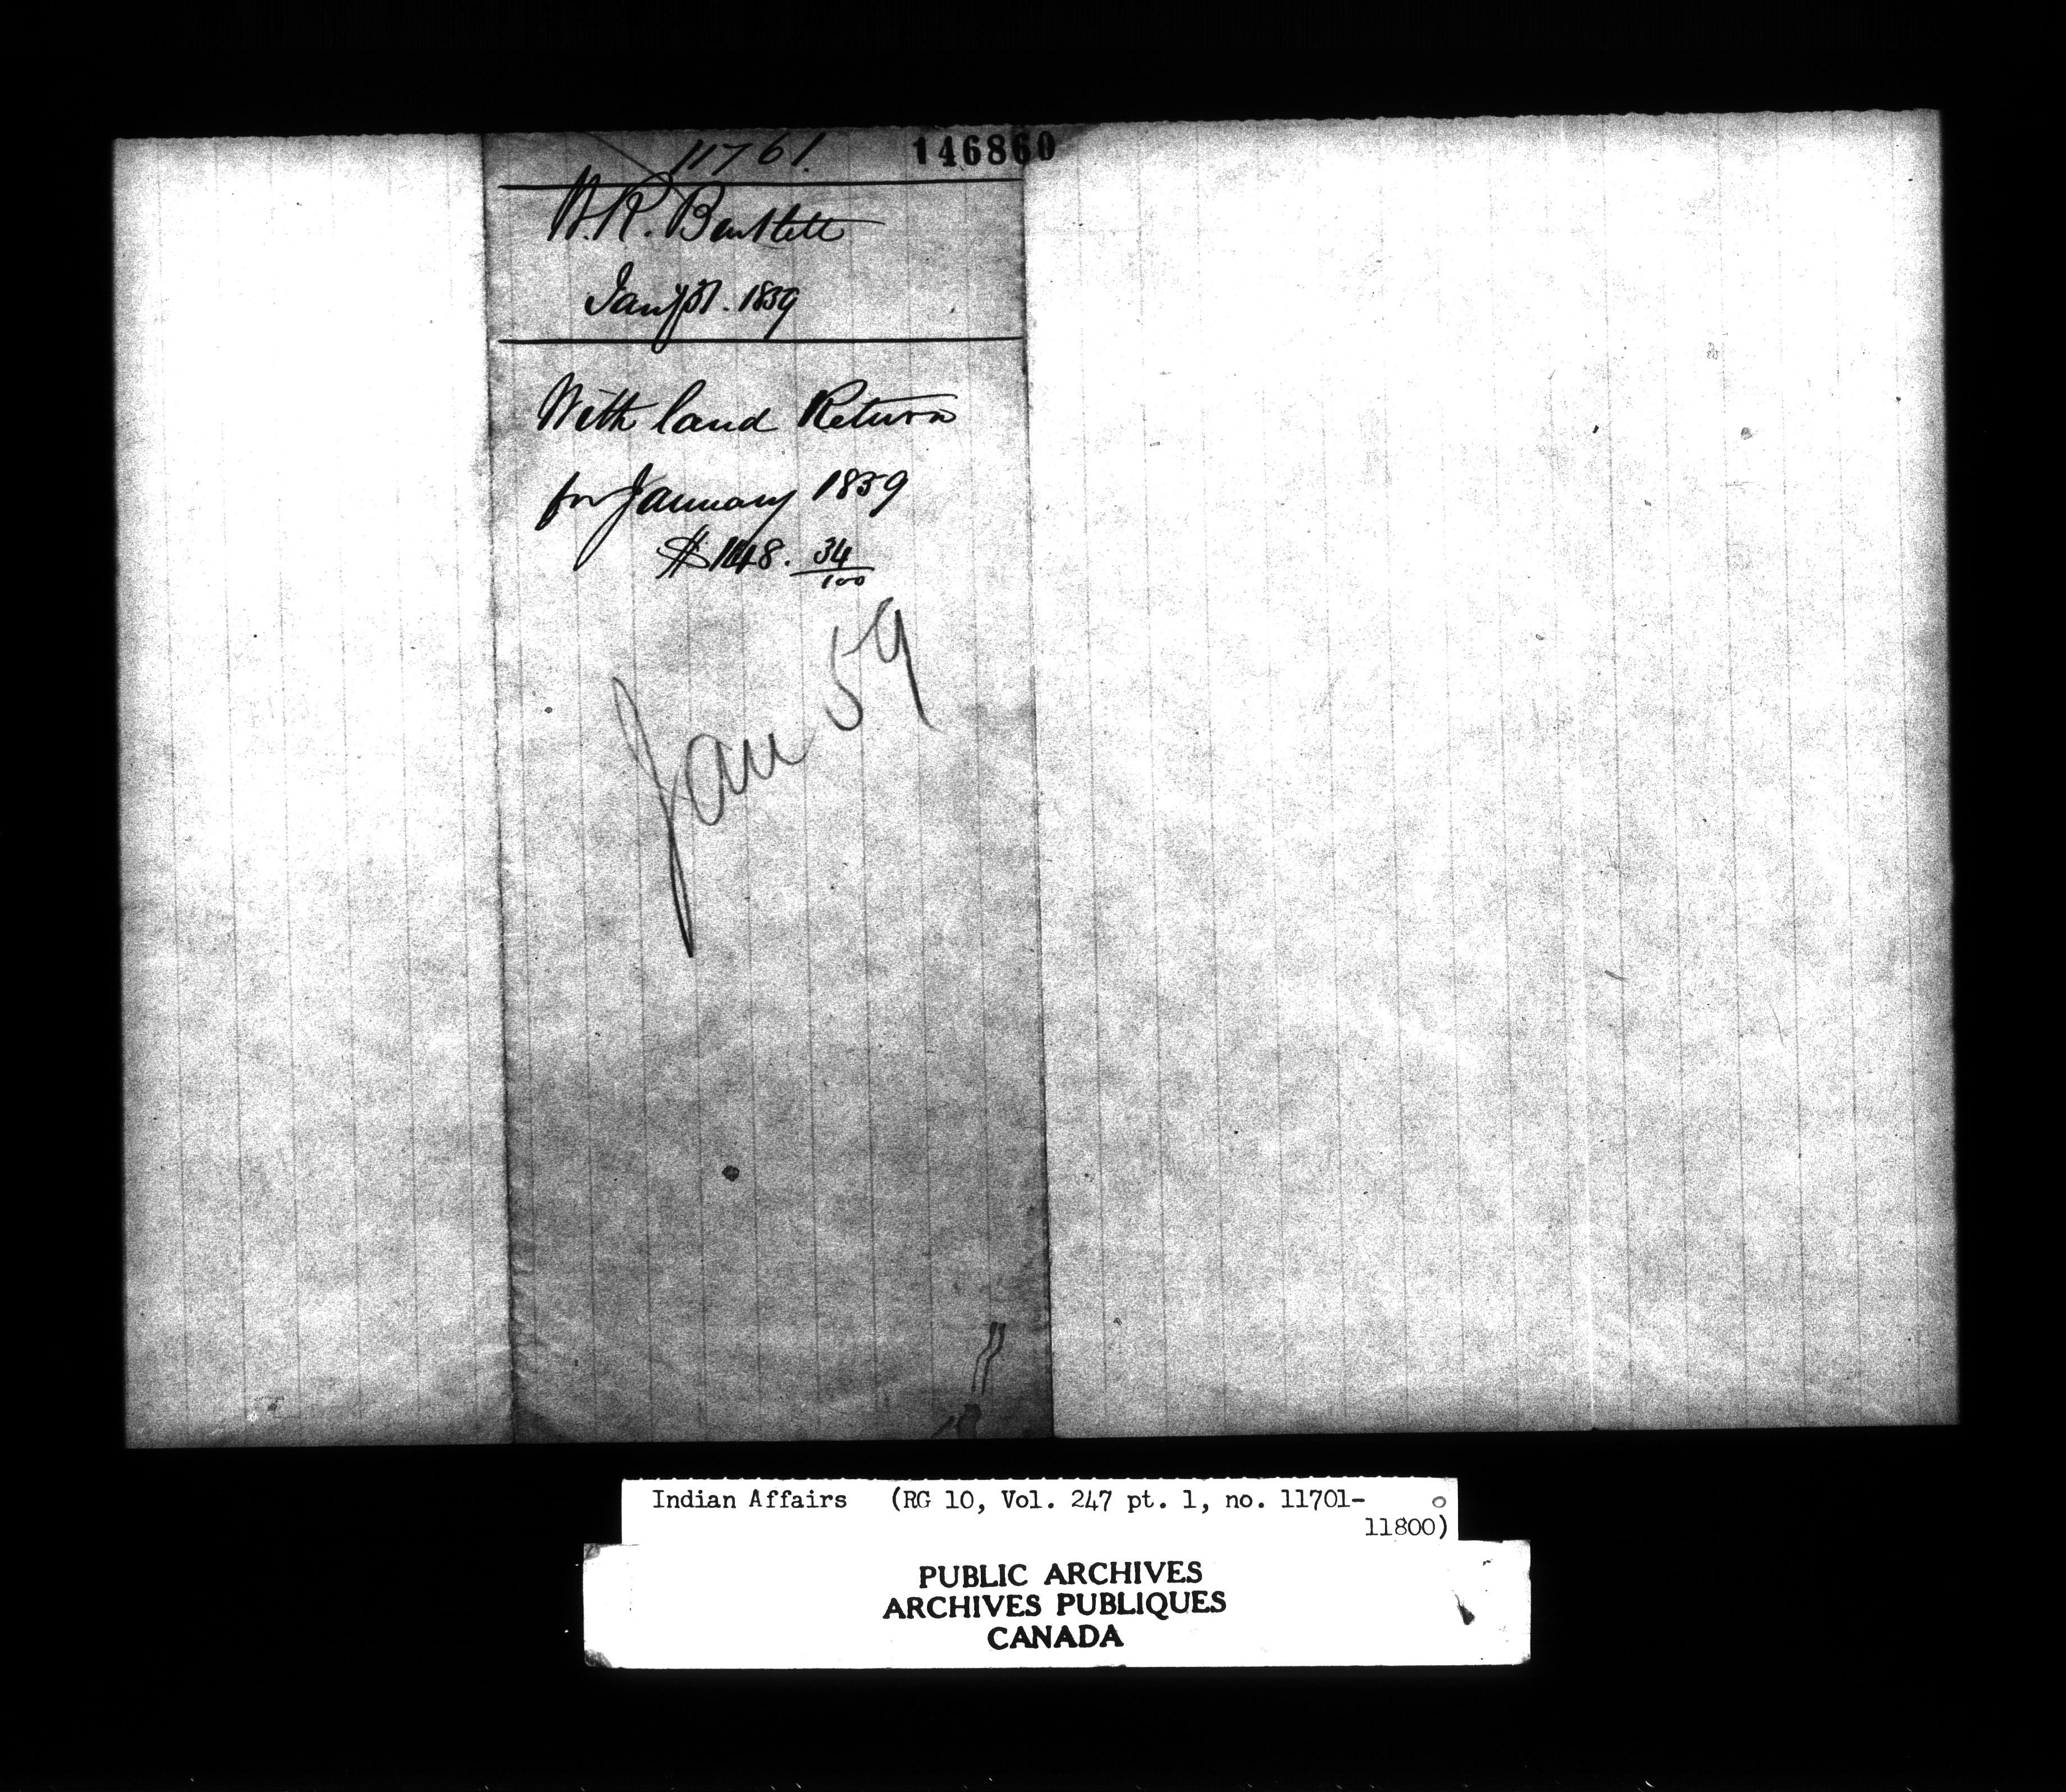 11761.
146860
W.R. Bartlett
Jany 31. 1859
With land Return
for January 1859
$1148. 34/100
Jan 59
Indian Affairs (RG 10, Vol. 247 pt. 1, no. 11701-
11800)
PUBLIC ARCHIVES
ARCHIVES PUBLIQUES
CANADA